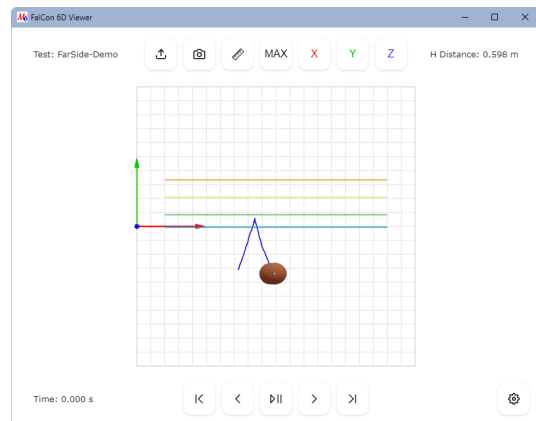 FalCon 6D Viewer
Test: FarSide-Demo
MAX
X
Y
Z
H Distance: 0.598 m
Time: 0.000 s